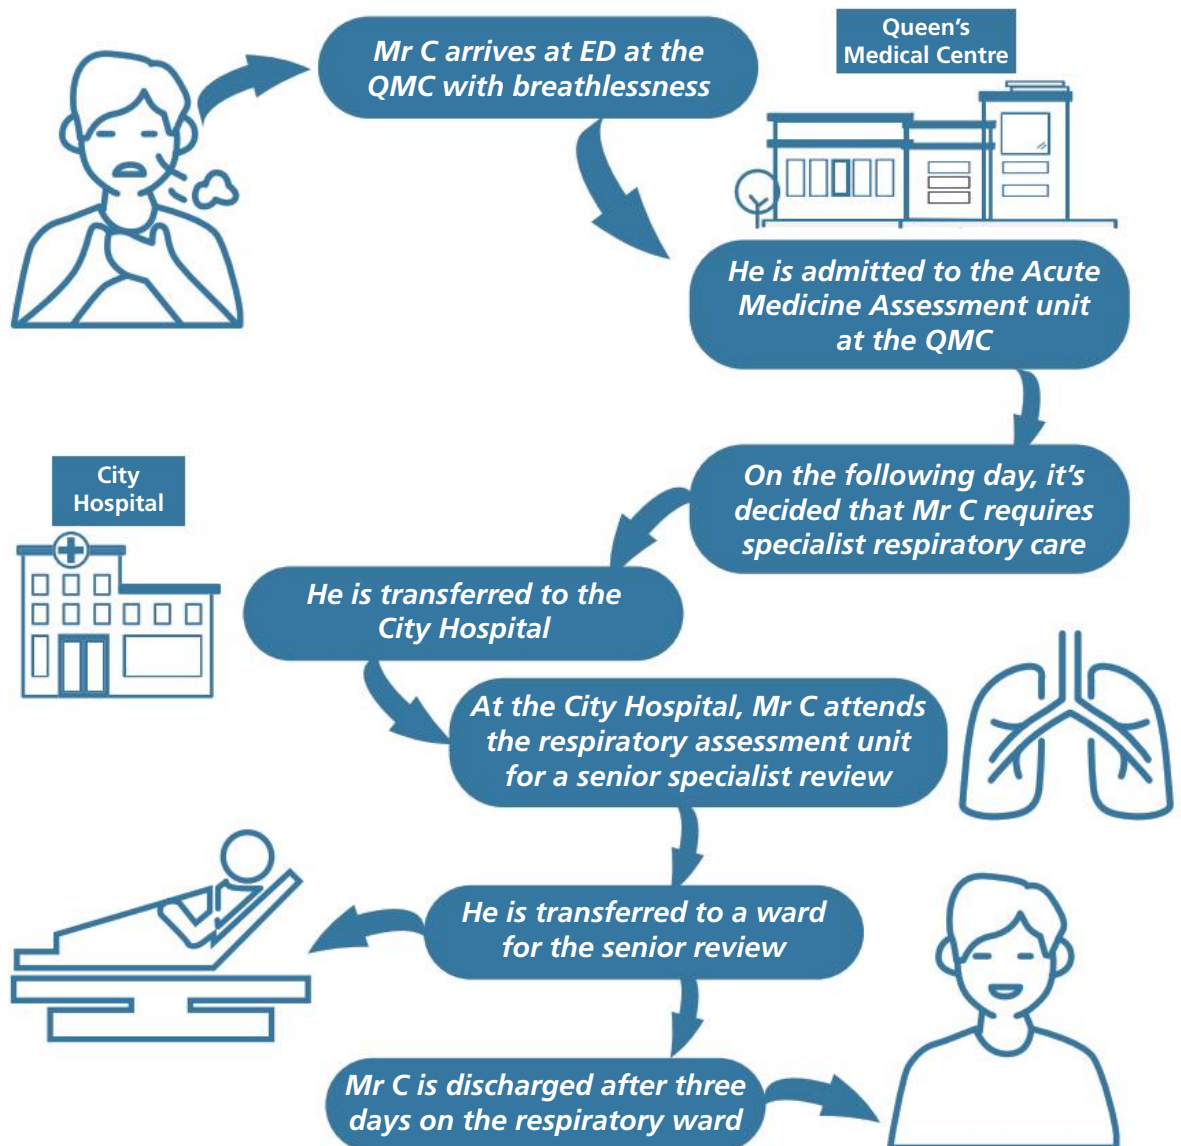 Mr C arrives at ED at the
QMC with breathlessness
Queen's
Medical Centre
He is admitted to the Acute
Medicine Assessment unit
at the QMC
On the following day, it's
decided that Mr C requires
specialist respiratory care
City
Hospital
He is transferred to the
City Hospital
At the City Hospital, Mr C attends
the respiratory assessment unit
for a senior specialist review
He is transferred to a ward
for the senior review
Mr C is discharged after three
days on the respiratory ward